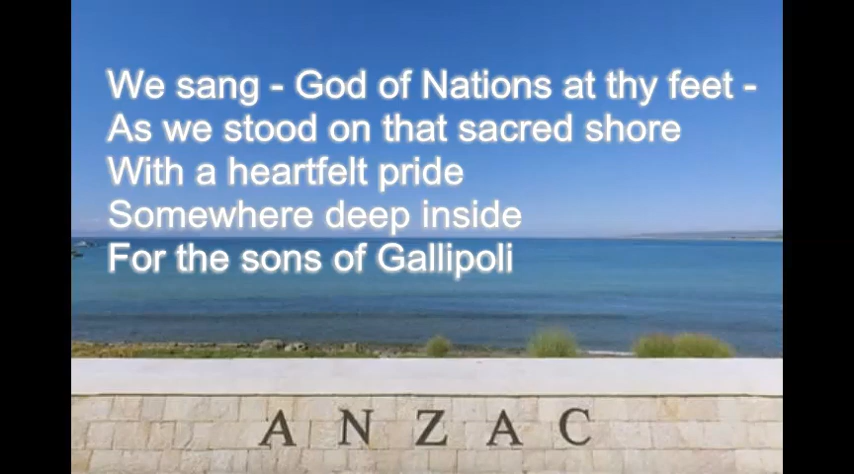 We sang - God of Nations at thy feet -
As we stood on that sacred shore
With a heartfelt pride
Somewhere deep inside
For the sons of Gallipoli
ANZAC